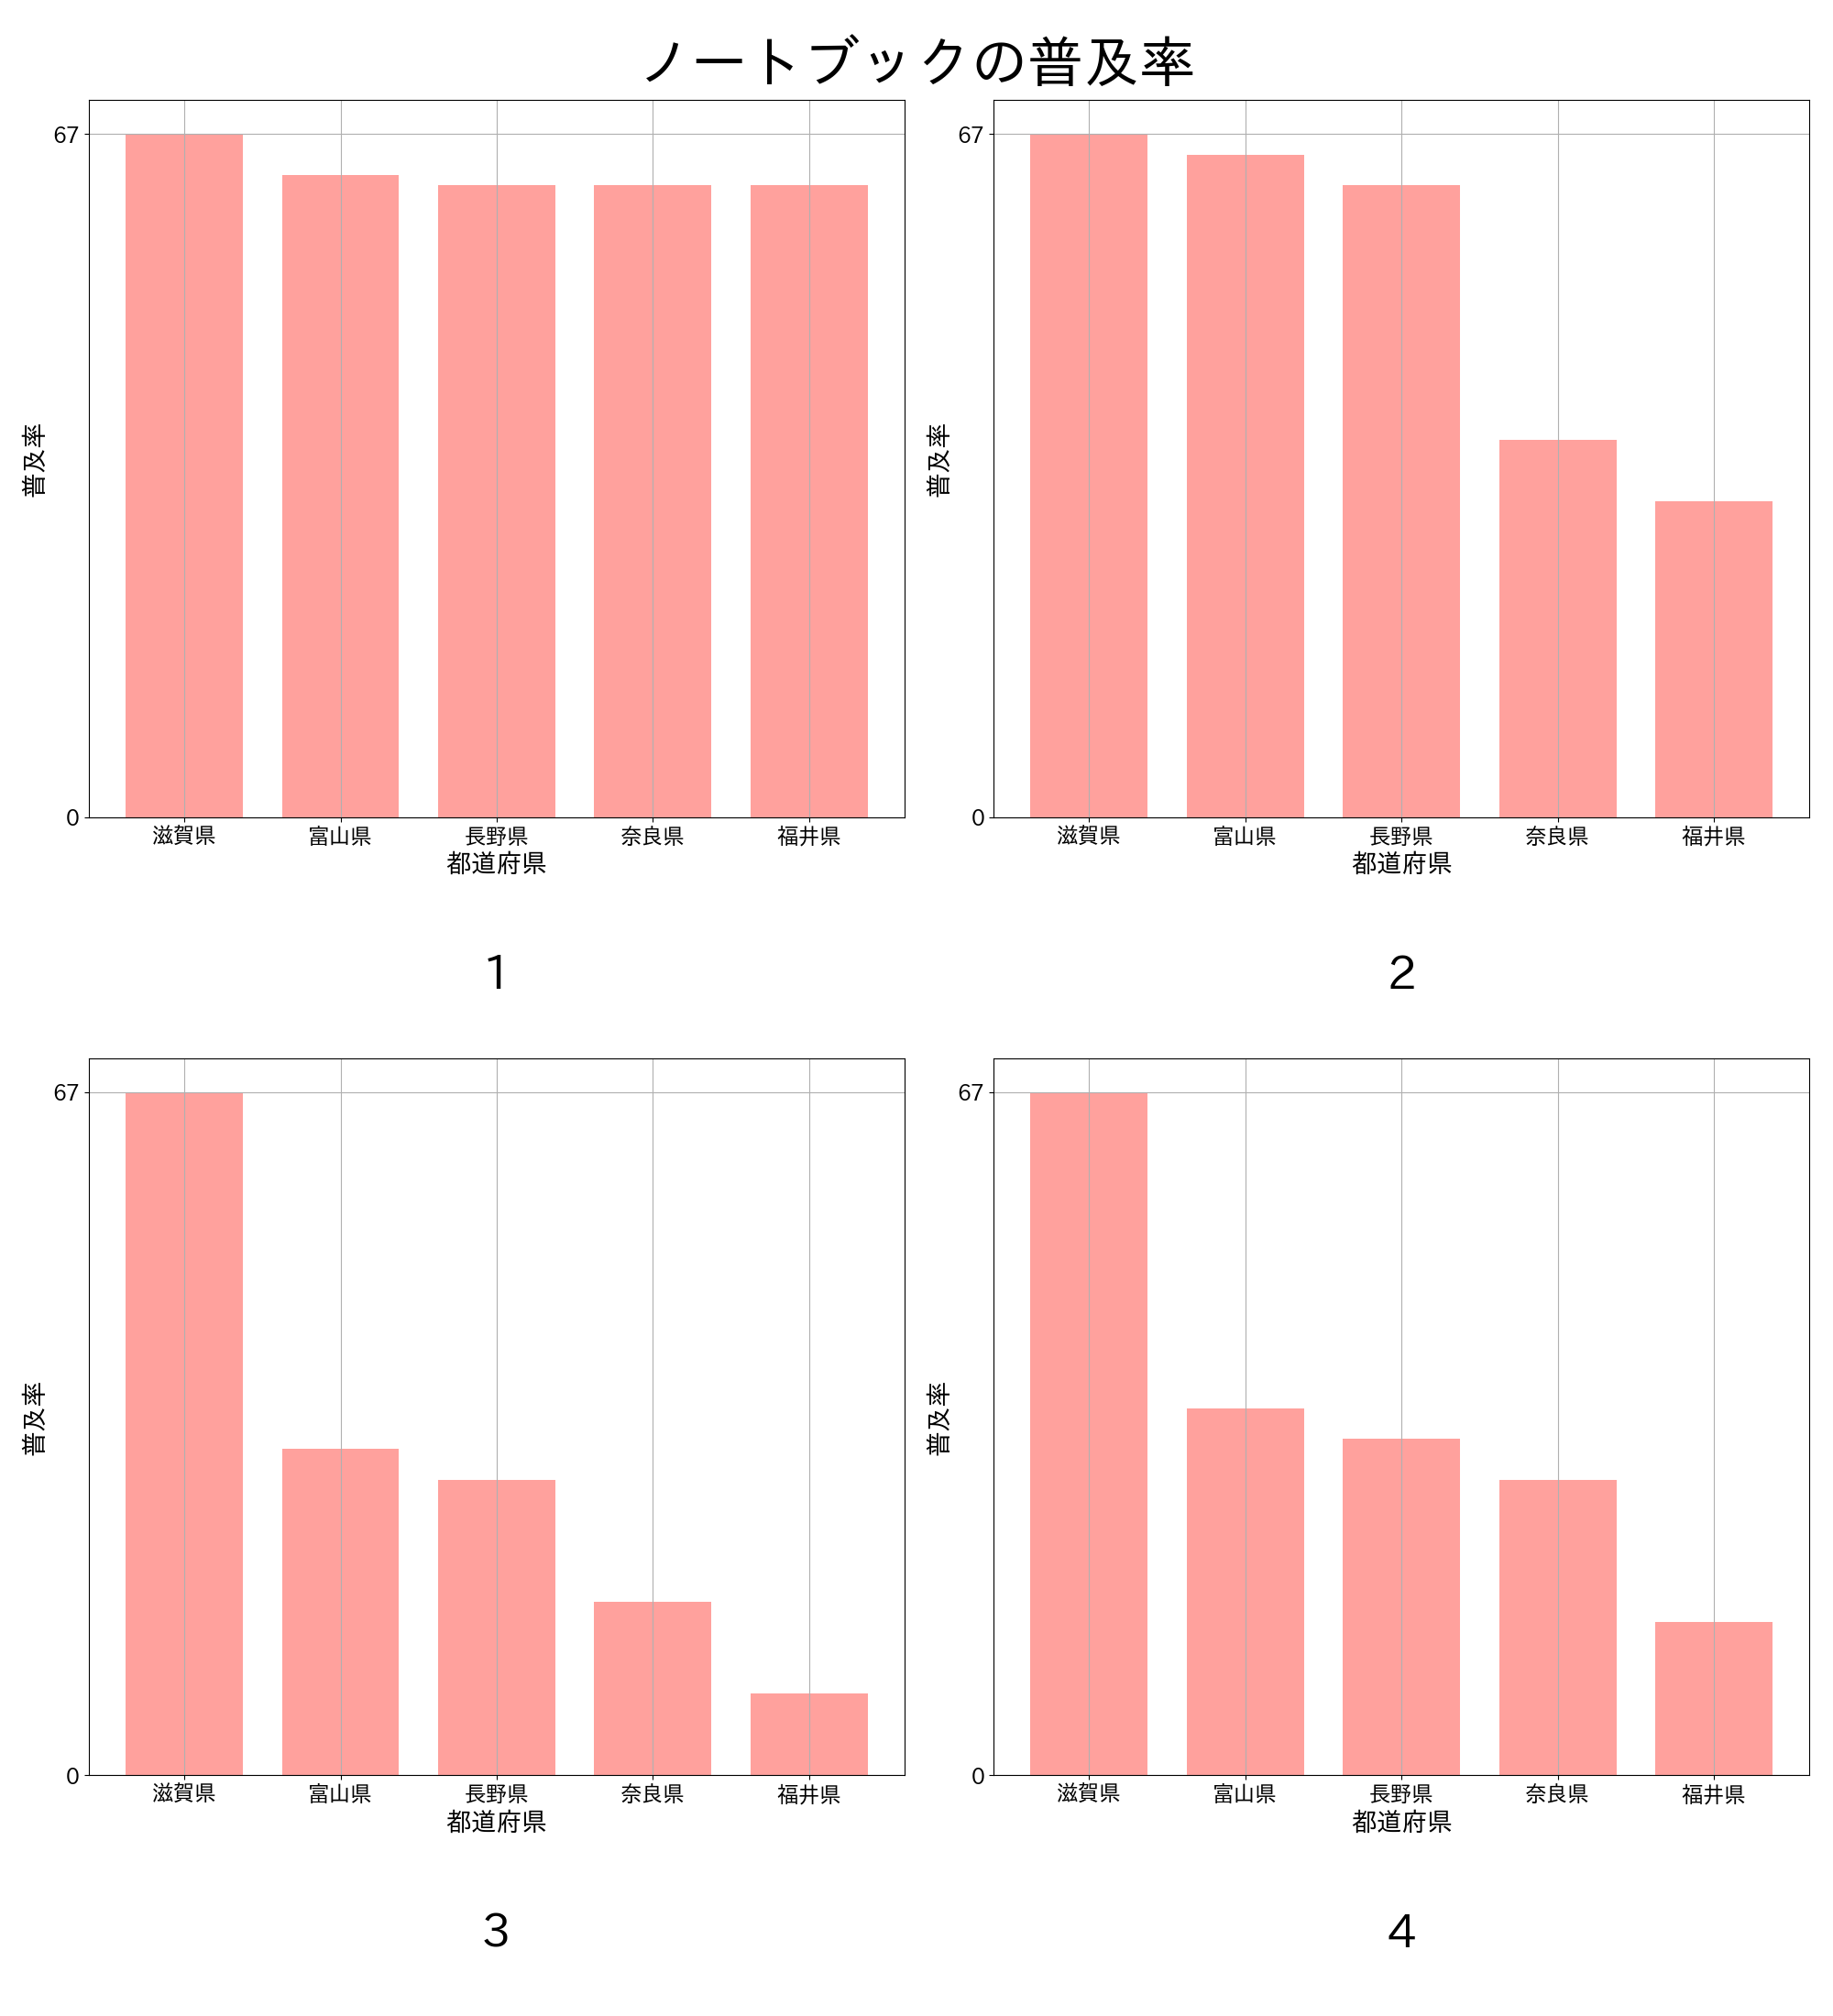 ノートブックの普及率
67
0
普及率
滋賀県 富山県 長野県 奈良県 福井県
都道府県
1
67
0
普及率
滋賀県 富山県 長野県 奈良県 福井県
都道府県
2
67
0
普及率
滋賀県 富山県 長野県 奈良県 福井県
都道府県
3
67
0
普及率
滋賀県 富山県 長野県 奈良県 福井県
都道府県
4